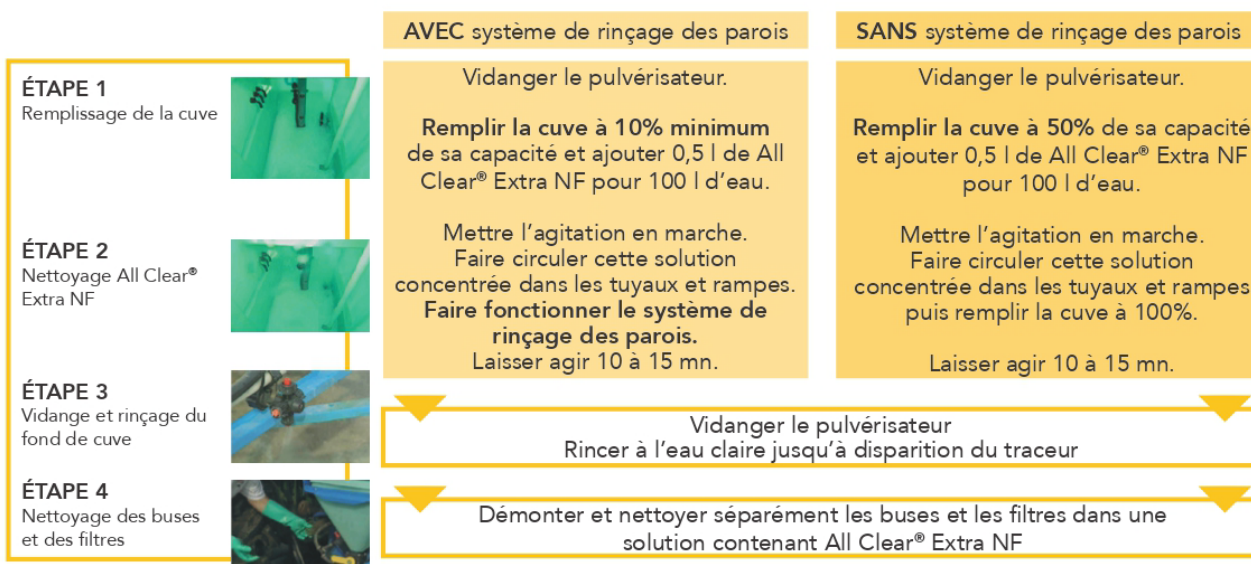 AVEC système de rinçage des parois
SANS système de rinçage des parois
ÉTAPE 1
Remplissage de la cuve
Vidanger le pulvérisateur.
Remplir la cuve à 10% minimum
de sa capacité et ajouter 0,5 l de All
Clear® Extra NF pour 100 l d'eau.
Vidanger le pulvérisateur.
Remplir la cuve à 50% de sa capacité
et ajouter 0,5 l de All Clear® Extra NF
pour 100 l d'eau.
ÉTAPE 2
Nettoyage All Clear®
Extra NF
Mettre l'agitation en marche.
Faire circuler cette solution
concentrée dans les tuyaux et rampes.
Faire fonctionner le système de
rinçage des parois.
Laisser agir 10 à 15 mn.
Mettre l'agitation en marche.
Faire circuler cette solution
concentrée dans les tuyaux et rampes
puis remplir la cuve à 100%.
Laisser agir 10 à 15 mn.
ÉTAPE 3
Vidange et rinçage du
fond de cuve
Vidanger le pulvérisateur
Rincer à l'eau claire jusqu'à disparition du traceur
ÉTAPE 4
Nettoyage des buses
et des filtres
Démonter et nettoyer séparément les buses et les filtres dans une
solution contenant All Clear® Extra NF